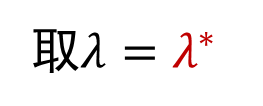 取λ = λ*